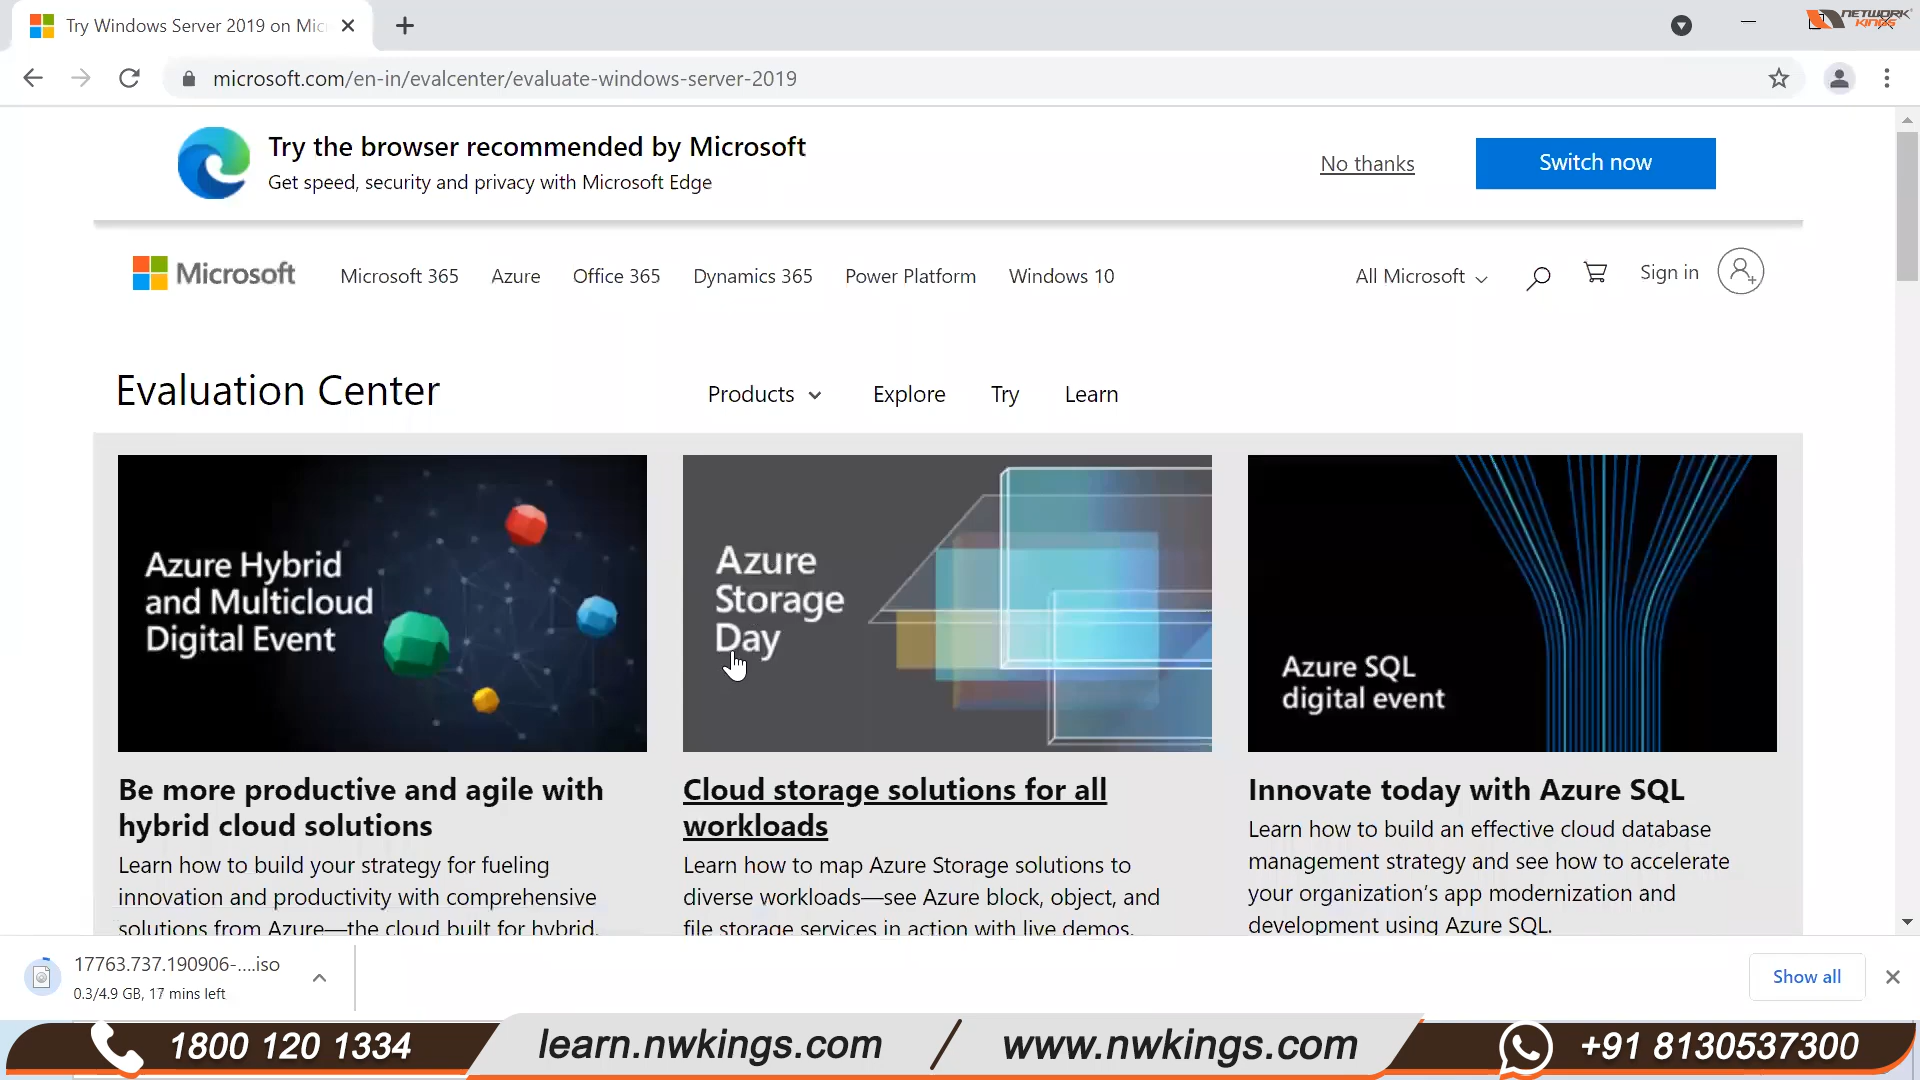 Try Windows Server 2019 on Mic
NETWORK
KINGS
microsoft.com/en-in/evalcenter/evaluate-windows-server-2019
Try the browser recommended by Microsoft
Get speed, security and privacy with Microsoft Edge
No thanks
Switch now
Microsoft
Microsoft 365
Azure
Office 365
Dynamics 365
Power Platform
Windows 10
All Microsoft
Sign in
Evaluation Center
Products
Explore
Try
Learn
Azure Hybrid
and Multicloud
Digital Event
Azure
Storage
Day
Azure SQL
digital event
Be more productive and agile with
hybrid cloud solutions
Learn how to build your strategy for fueling
innovation and productivity with comprehensive
solutions from Azure—the cloud built for hybrid.
Cloud storage solutions for all
workloads
Learn how to map Azure Storage solutions to
diverse workloads—see Azure block, object, and
file storage services in action with live demos.
Innovate today with Azure SQL
Learn how to build an effective cloud database
management strategy and see how to accelerate
your organization's app modernization and
development using Azure SQL.
17763.737.190906-....iso
0.3/4.9 GB, 17 mins left
Show all
1800 120 1334
learn.nwkings.com / www.nwkings.com
+91 8130537300